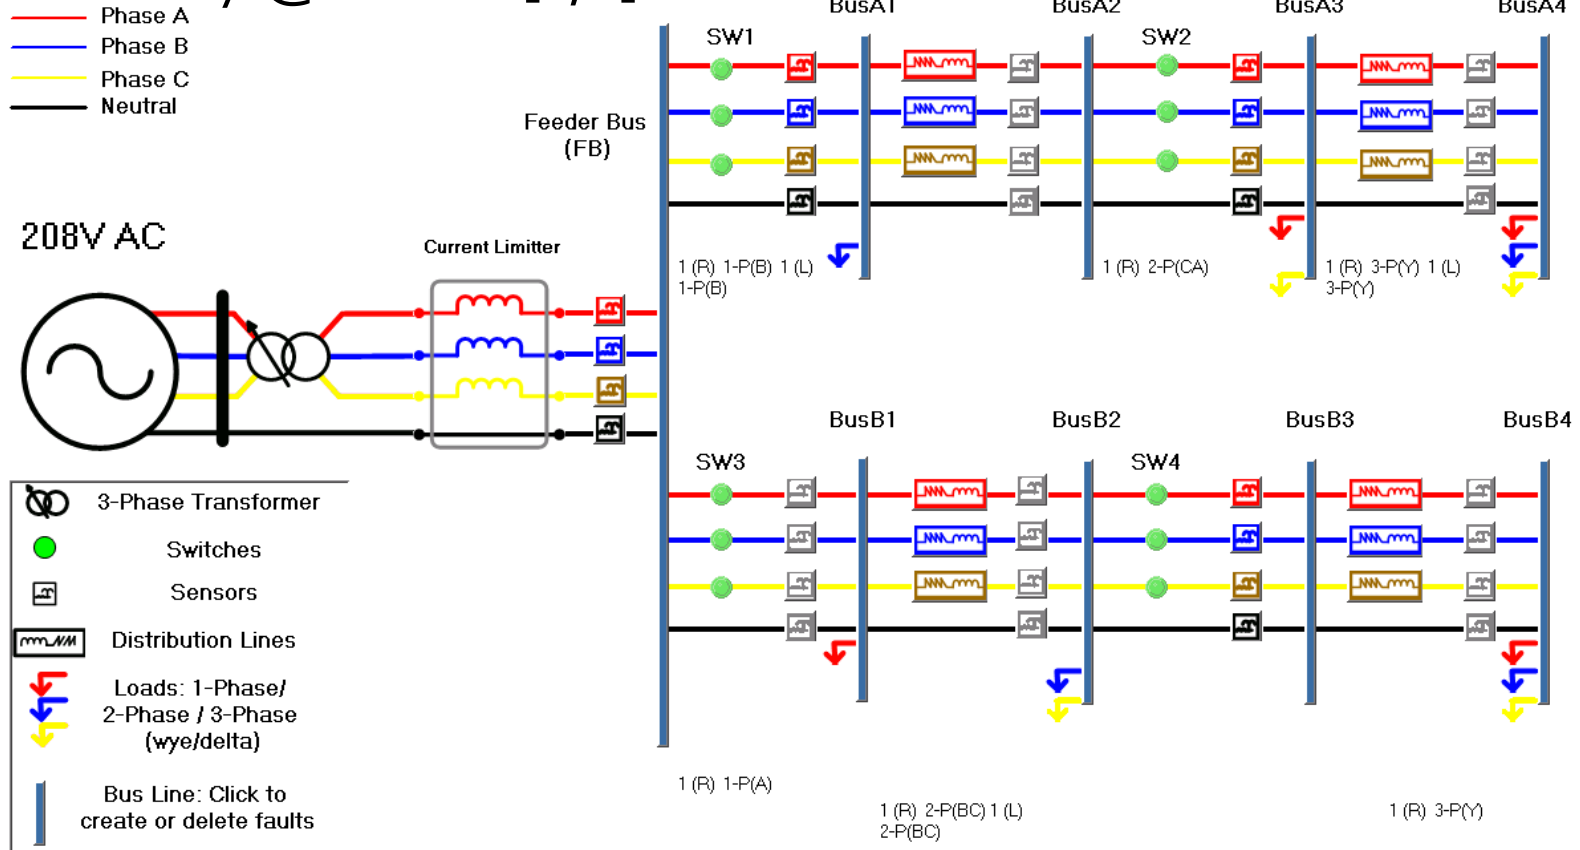 BusA1
BusA2
BusA3
BusA4
Phase A
Phase B
Phase C
Neutral
SW1
SW2
Feeder Bus
(FB)
208V AC
Current Limitter
1 (R) 1-P(B) 1 (L)
1-P(B)
1 (R) 2-P(CA)
1 (R) 3-P(Y) 1 (L)
3-P(Y)
BusB1
BusB2
BusB3
BusB4
SW3
SW4
3-Phase Transformer
Switches
Sensors
Distribution Lines
Loads: 1-Phase/
2-Phase / 3-Phase
(wye/delta)
Bus Line: Click to
create or delete faults
1 (R) 1-P(A)
1 (R) 2-P(BC) 1 (L)
2-P(BC)
1 (R) 3-P(Y)